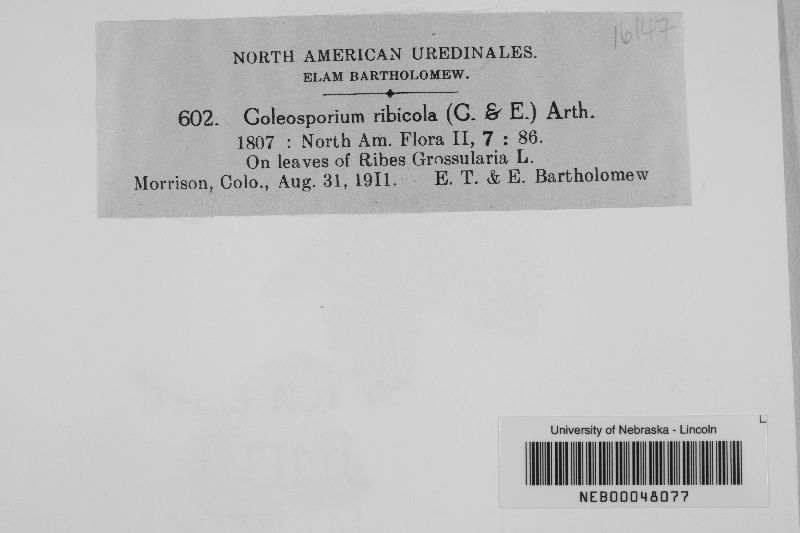 16147
NORTH AMERICAN UREDINALES.
ELAM BARTHOLOMEW.
602. Coleosporium ribicola (C. & E.) Arth.
1807 : North Am. Flora II, 7 : 86.
On leaves of Ribes Grossularia L.
Morrison, Colo., Aug. 31, 1911. E. T. & E. Bartholomew
L
University of Nebraska - Lincoln
NEB00048077